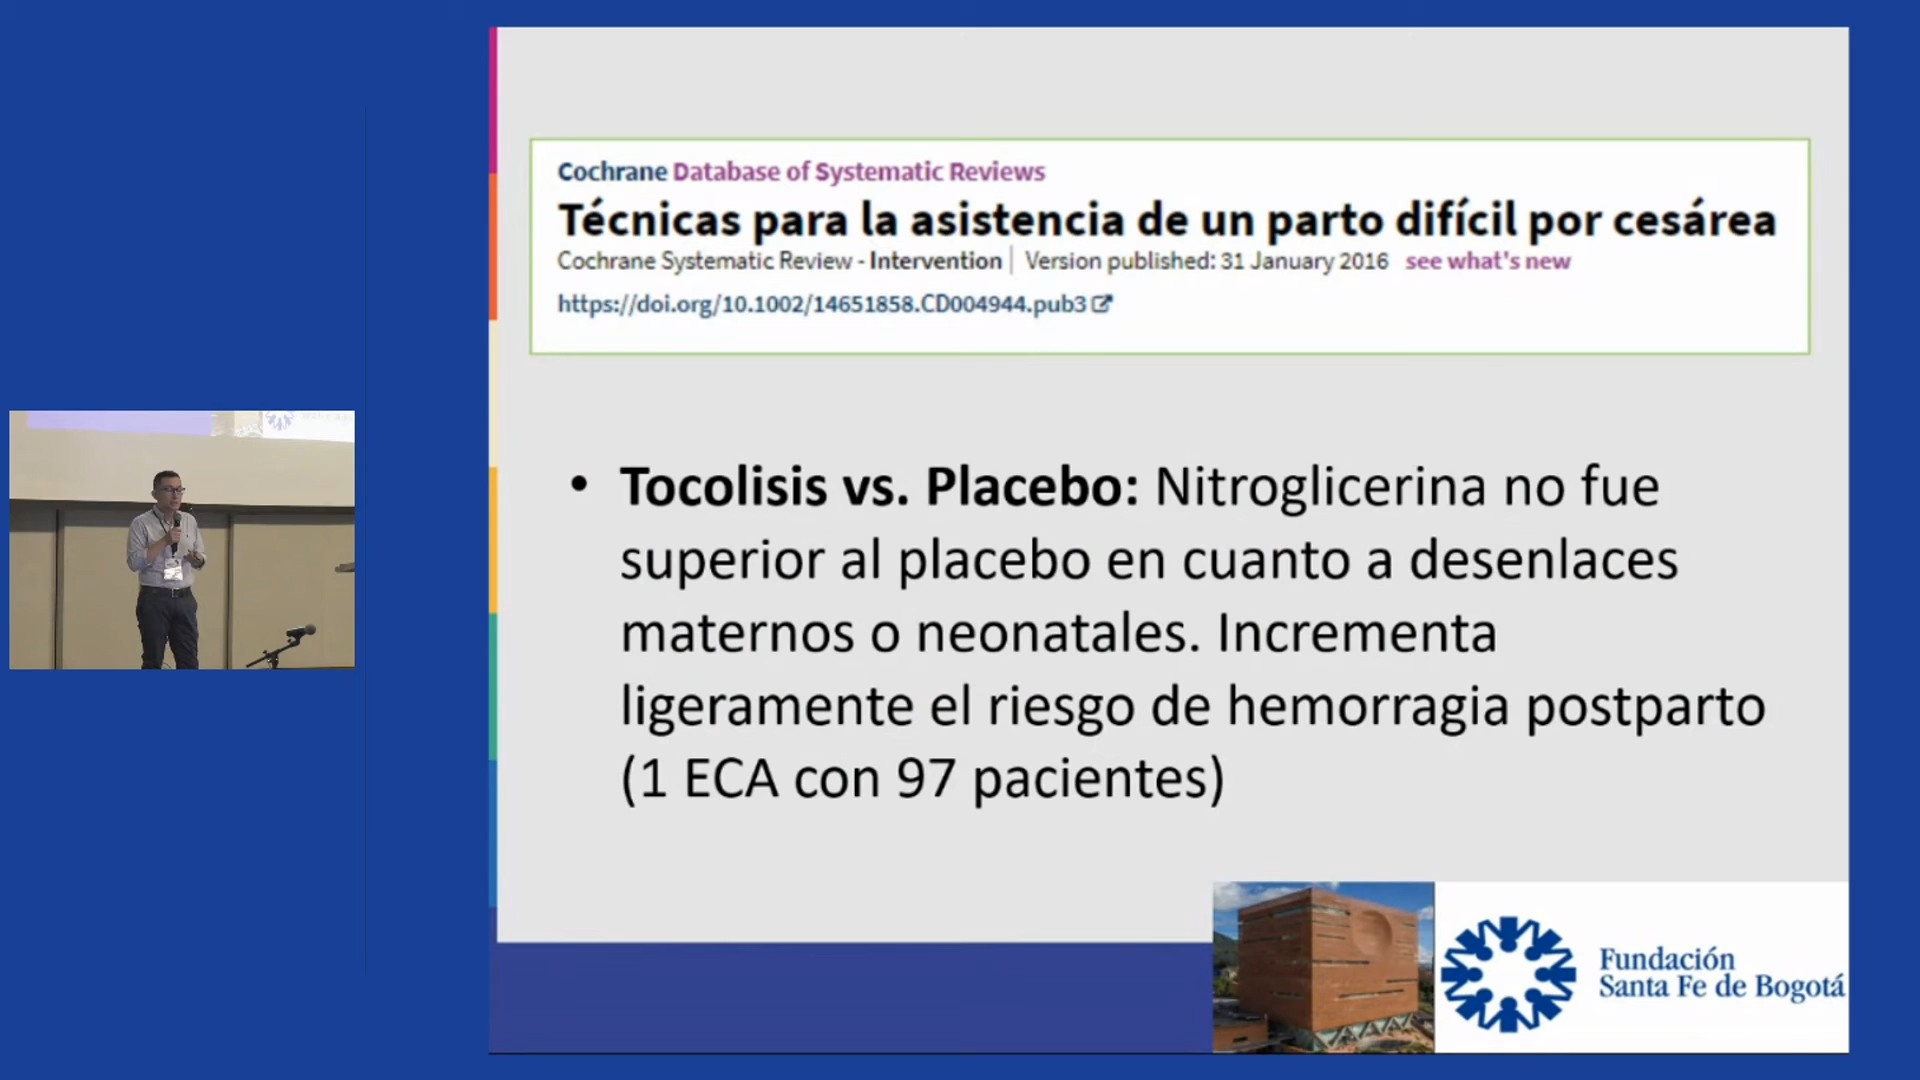 Cochrane Database of Systematic Reviews
Técnicas para la asistencia de un parto difícil por cesárea
Cochrane Systematic Review - Intervention | Version published: 31 January 2016 see what's new
https://doi.org/10.1002/14651858.CD004944.pub3
• Tocolisis vs. Placebo: Nitroglicerina no fue
superior al placebo en cuanto a desenlaces
maternos o neonatales. Incrementa
ligeramente el riesgo de hemorragia postparto
(1 ECA con 97 pacientes)
Fundación
Santa Fe de Bogotá